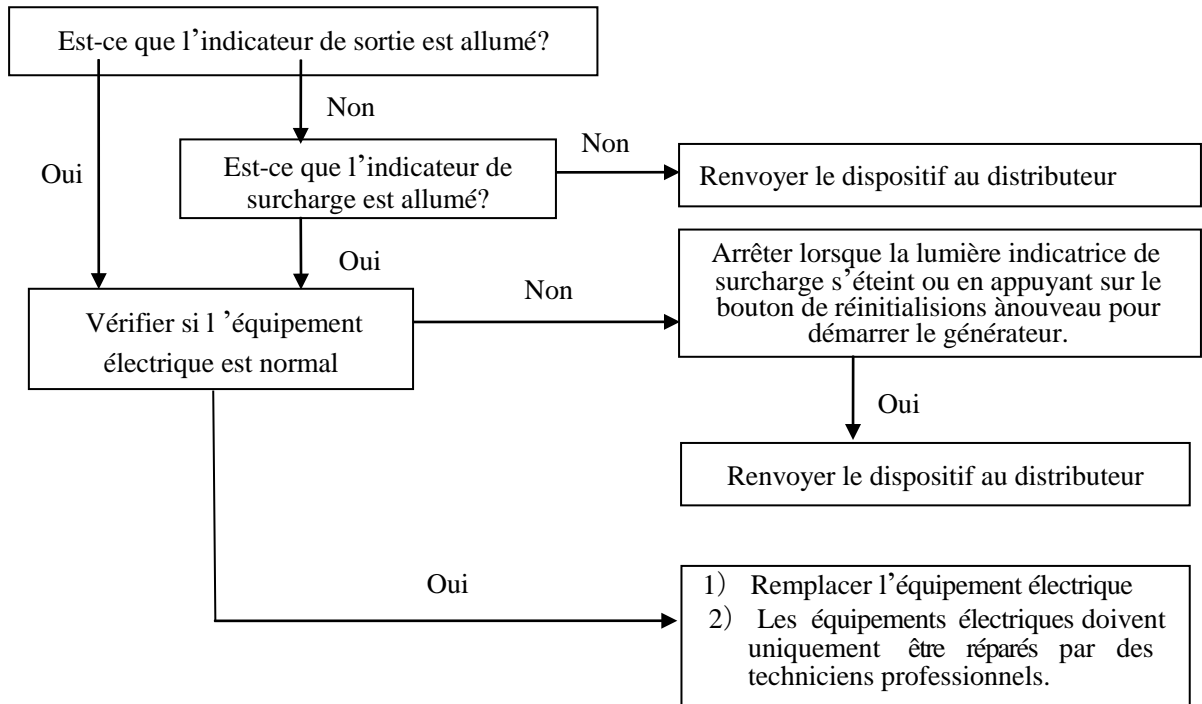 Est-ce que l’indicateur de sortie est allumé?
Non
Oui
Est-ce que l’indicateur de
surcharge est allumé?
Non
Renvoyer le dispositif au distributeur
Oui
Vérifier si l ’équipement
électrique est normal
Non
Arrêter lorsque la lumière indicatrice de
surcharge s’éteint ou en appuyant sur le
bouton de réinitialisions ànouveau pour
démarrer le générateur.
Oui
Renvoyer le dispositif au distributeur
Oui
1） Remplacer l’équipement électrique
2） Les équipements électriques doivent
uniquement être réparés par des
techniciens professionnels.